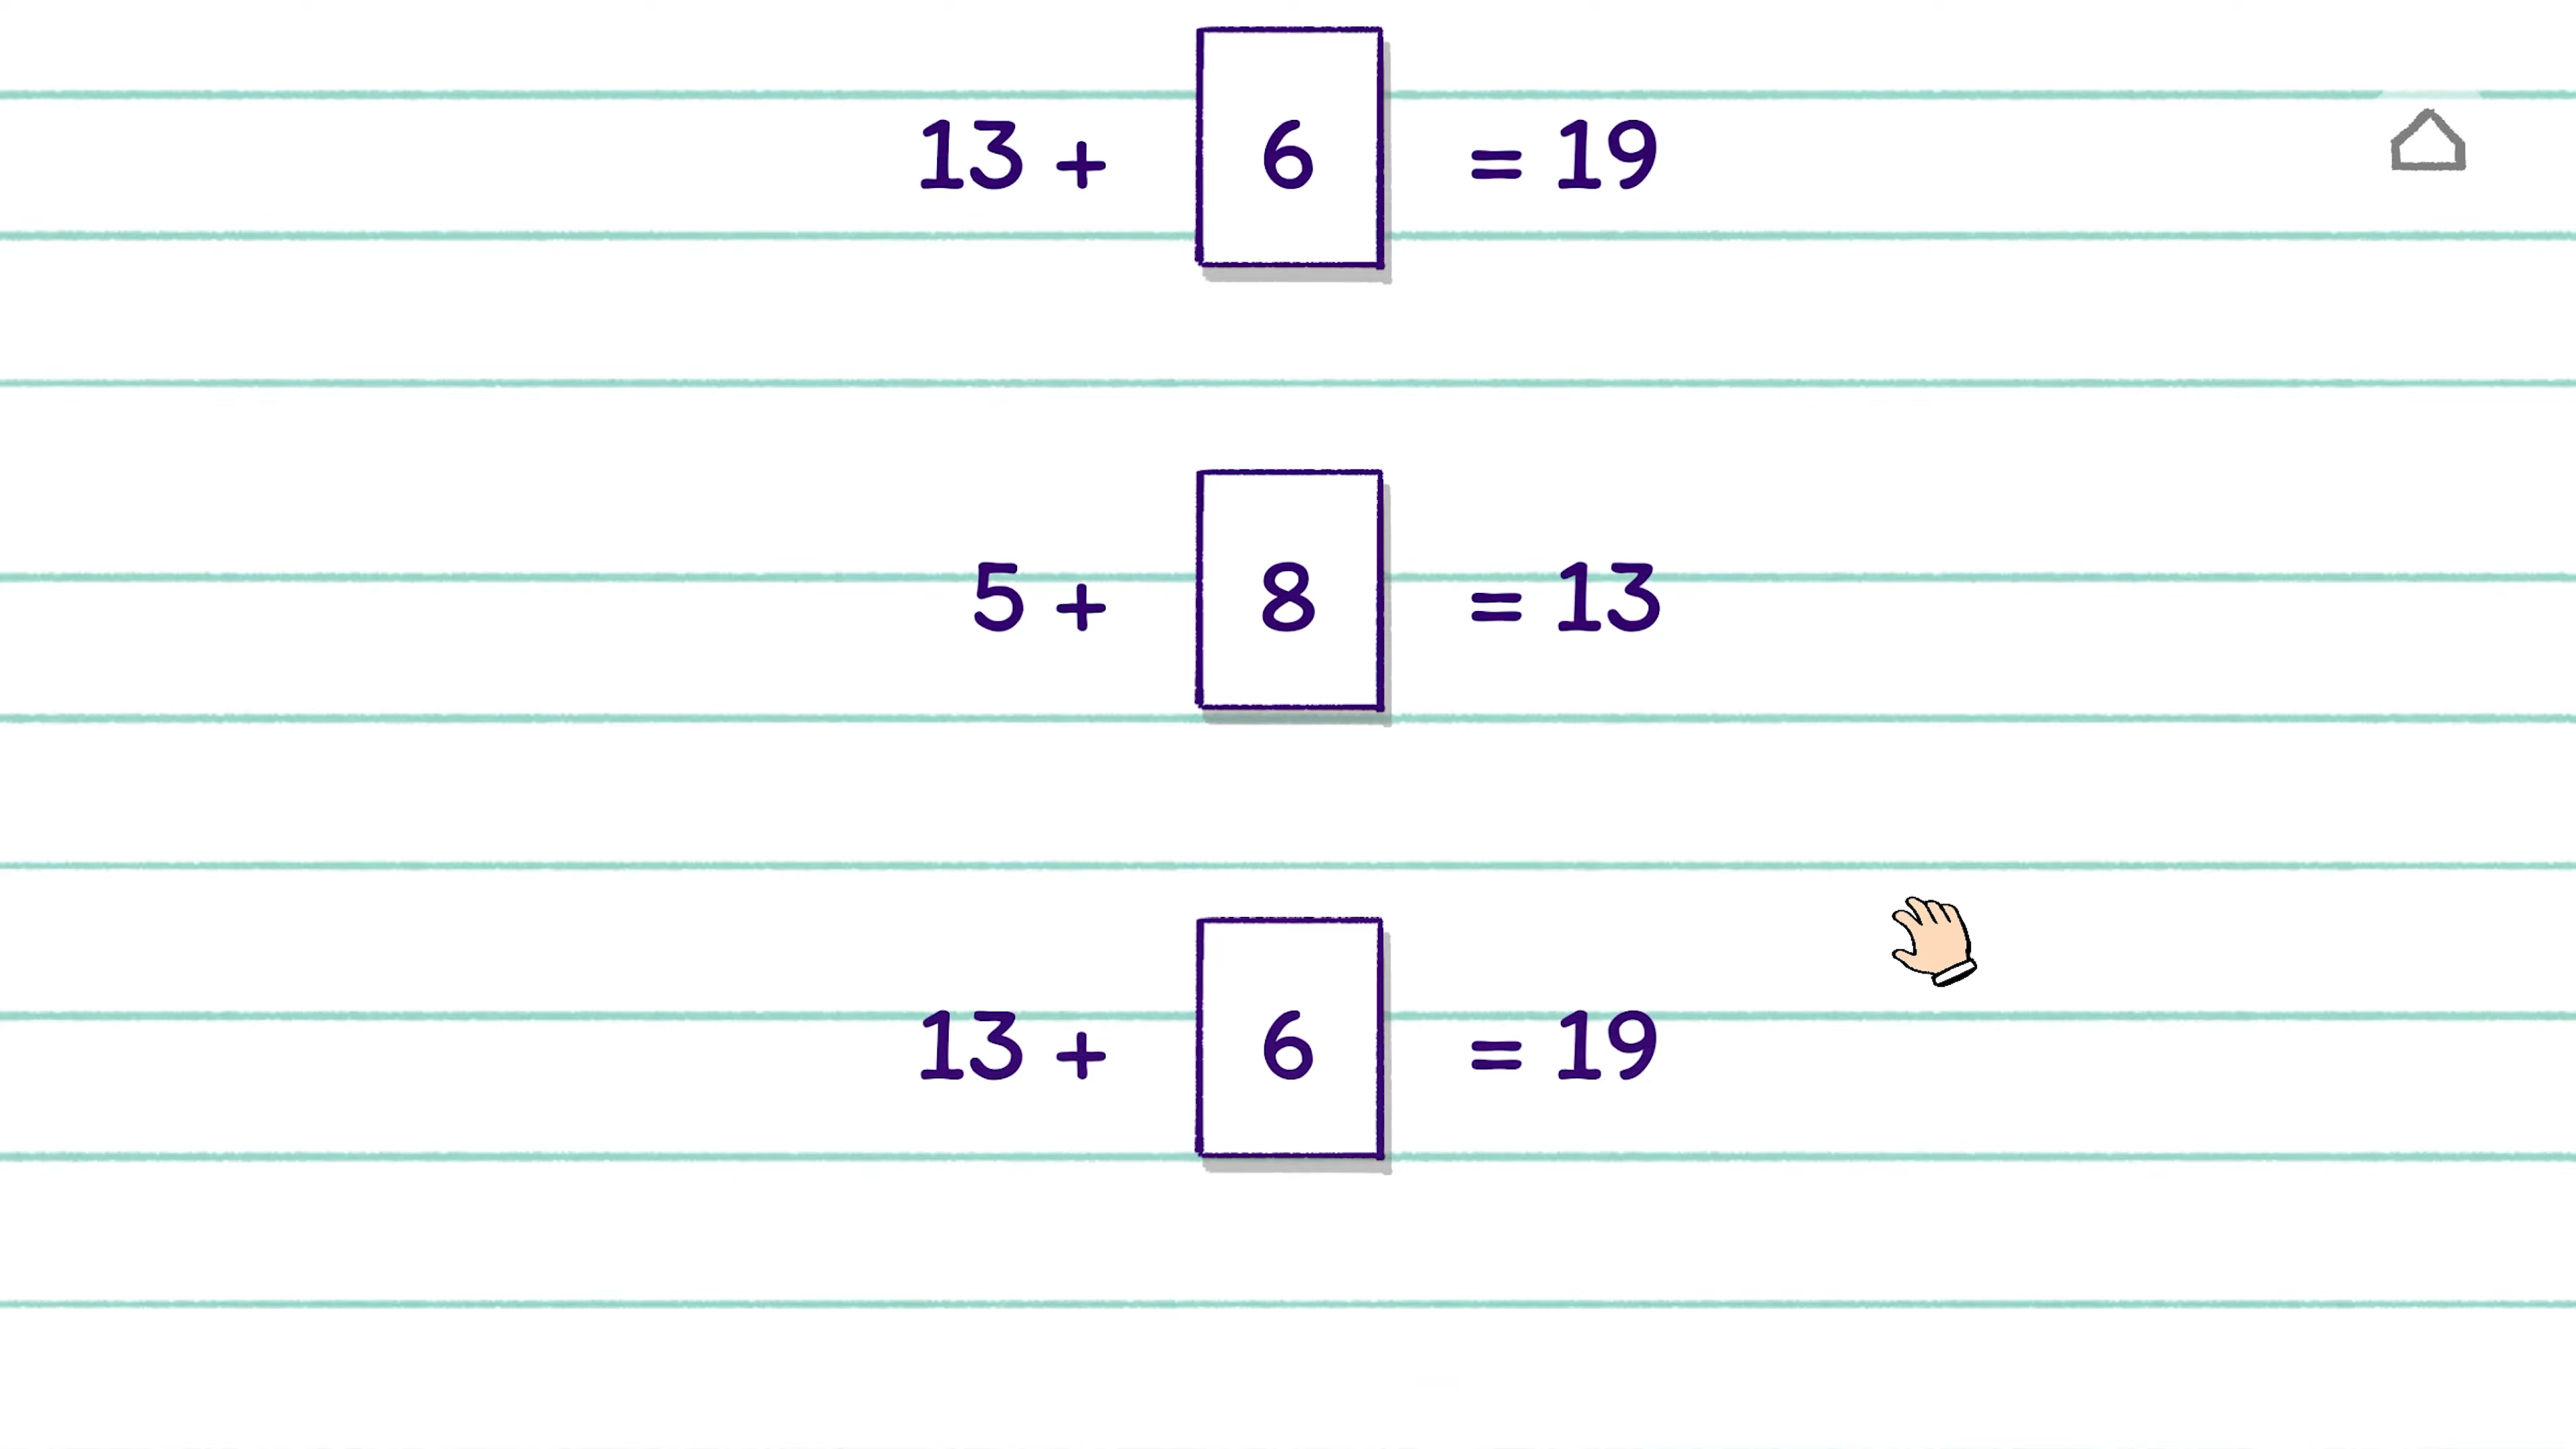 13 + 6 = 19
5 + 8 = 13
13 + 6 = 19